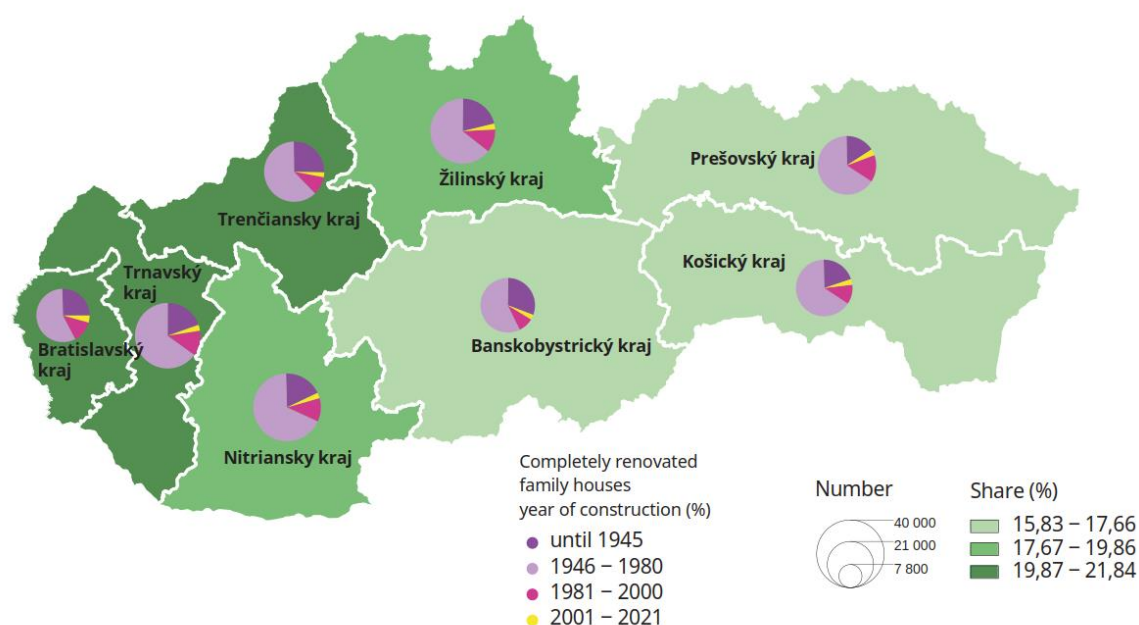 Prešovský kraj
Žilinský kraj
Trenčiansky kraj
Košický kraj
Trnavský
kraj
Banskobystrický kraj
Bratislavský
kraj
Nitriansky kraj
Completely renovated
family houses
year of construction (%)
until 1945
1946 – 1980
1981 – 2000
2001 – 2021
Number
40 000
21 000
7 800
Share (%)
15,83 – 17,66
17,67 – 19,86
19,87 – 21,84